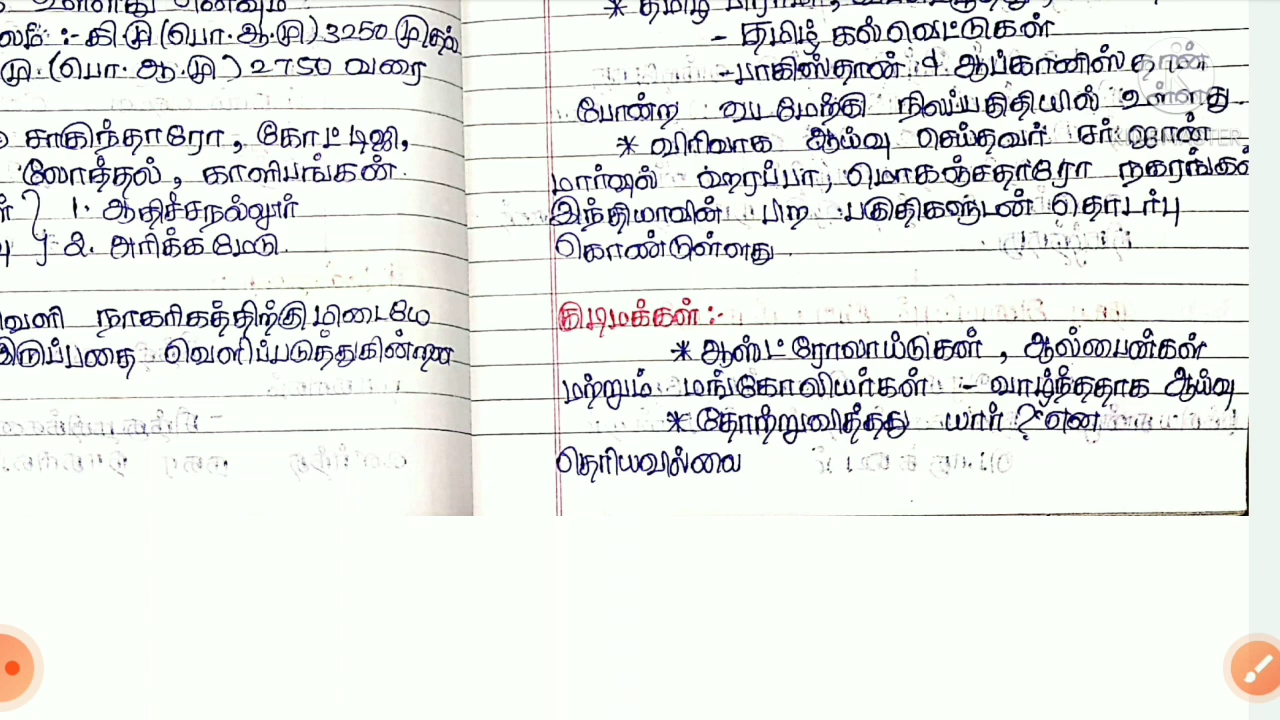 கி மு (பொ.ஆ.மு) 3250 முதல்
மு. (பொ.ஆ.மு) 2750 வரை
சாகிந்தாரோ, கோட்டிஜி,
லோத்தல், காளிபங்கன்.
1. ஆதிச்சநல்லூர்
2. அரிக்கமேடு.
நாகரிகத்திற்குமிடையே
இருப்பதை வெளிப்படுத்துகின்றன
- தமிழ் கல்வெட்டுகள்
- பாகிஸ்தான் & ஆப்கானிஸ்தான்
போன்ற வடமேற்கு நிலப்பகுதியில் உள்ளது.
* விரிவாக ஆய்வு செய்தவர் சர் ஜான்
மார்ஷல் ஹரப்பா, மொகஞ்சதாரோ நகரங்கள்
இந்தியாவின் பிற பகுதிகளுடன் தொடர்பு
கொண்டுள்ளது.
குடிமக்கள் :-
* ஆஸ்ட்ரோலாய்டுகள், ஆல்பைன்கள்
மற்றும் மங்கோலியர்கள் - வாழ்ந்ததாக ஆய்வு
* தோற்றுவித்தது யார்? என
தெரியவில்லை